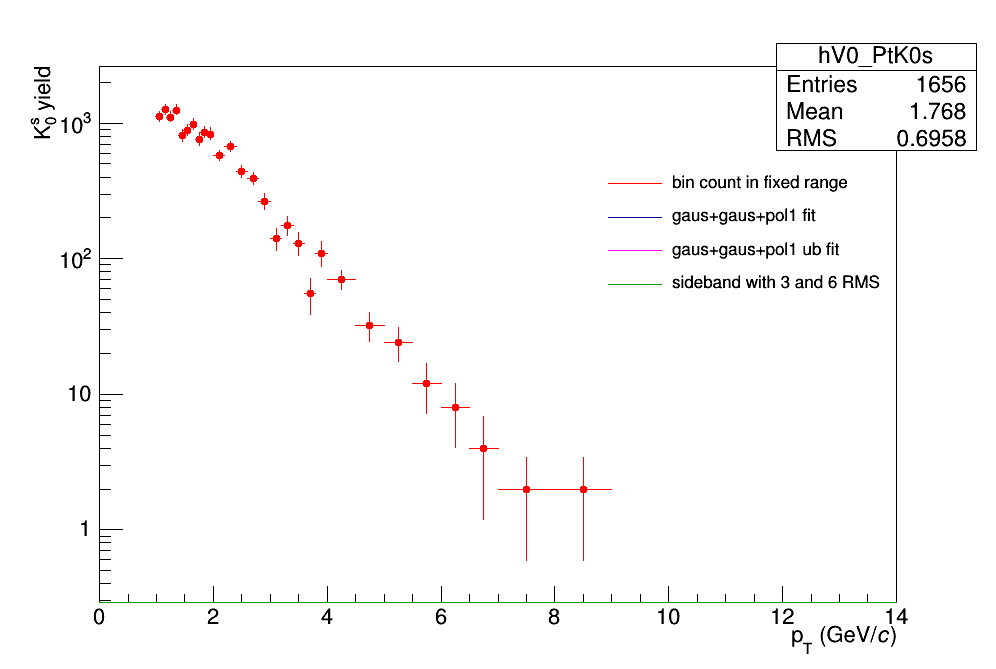 hV0_PtK0s
Entries 1656
Mean 1.768
RMS 0.6958
K₀ˢ yield
10³
10²
10
1
bin count in fixed range
gaus+gaus+pol1 fit
gaus+gaus+pol1 ub fit
sideband with 3 and 6 RMS
0 2 4 6 8 10 12 14
p_T (GeV/c)